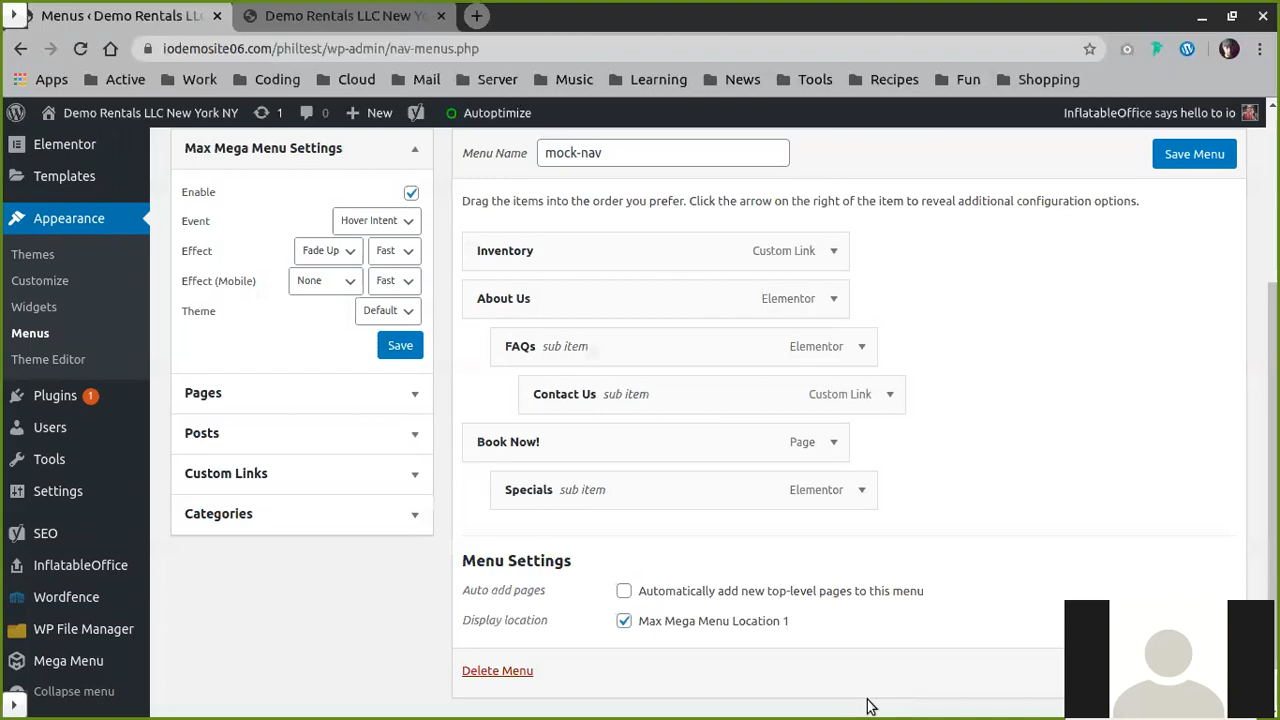 Menus ‹ Demo Rentals LLC
Demo Rentals LLC New Y
iodemosite06.com/philtest/wp-admin/nav-menus.php
Apps Active Work Coding Cloud Mail Server Music Learning News Tools Recipes Fun Shopping
Demo Rentals LLC New York NY 1 0 New Autoptimize InflatableOffice says hello to io
Elementor
Templates
Appearance
Themes
Customize
Widgets
Menus
Theme Editor
Plugins 1
Users
Tools
Settings
SEO
InflatableOffice
Wordfence
WP File Manager
Mega Menu
Collapse menu
Max Mega Menu Settings
Enable
Event Hover Intent
Effect Fade Up Fast
Effect (Mobile) None Fast
Theme Default
Save
Pages
Posts
Custom Links
Categories
Menu Name mock-nav Save Menu
Drag the items into the order you prefer. Click the arrow on the right of the item to reveal additional configuration options.
Inventory Custom Link
About Us Elementor
FAQs sub item Elementor
Contact Us sub item Custom Link
Book Now! Page
Specials sub item Elementor
Menu Settings
Auto add pages Automatically add new top-level pages to this menu
Display location Max Mega Menu Location 1
Delete Menu